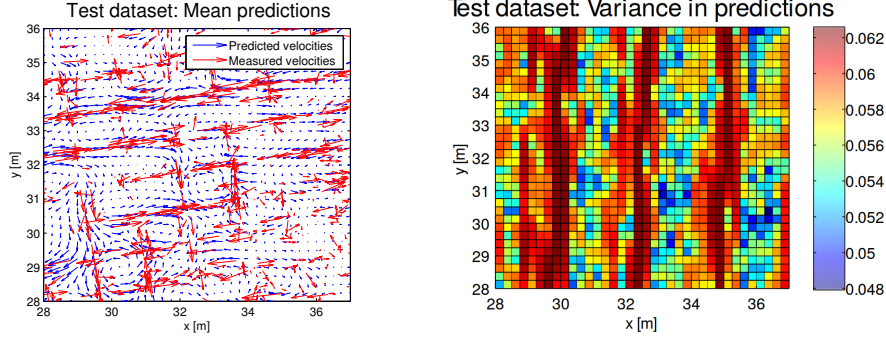 Test dataset: Mean predictions
Predicted velocities
Measured velocities
36
35
34
33
32
31
30
29
28
y [m]
28 30 32 34 36
x [m]
Test dataset: Variance in predictions
36
35
34
33
32
31
30
29
28
y [m]
28 30 32 34 36
x [m]
0.062
0.06
0.058
0.056
0.054
0.052
0.05
0.048